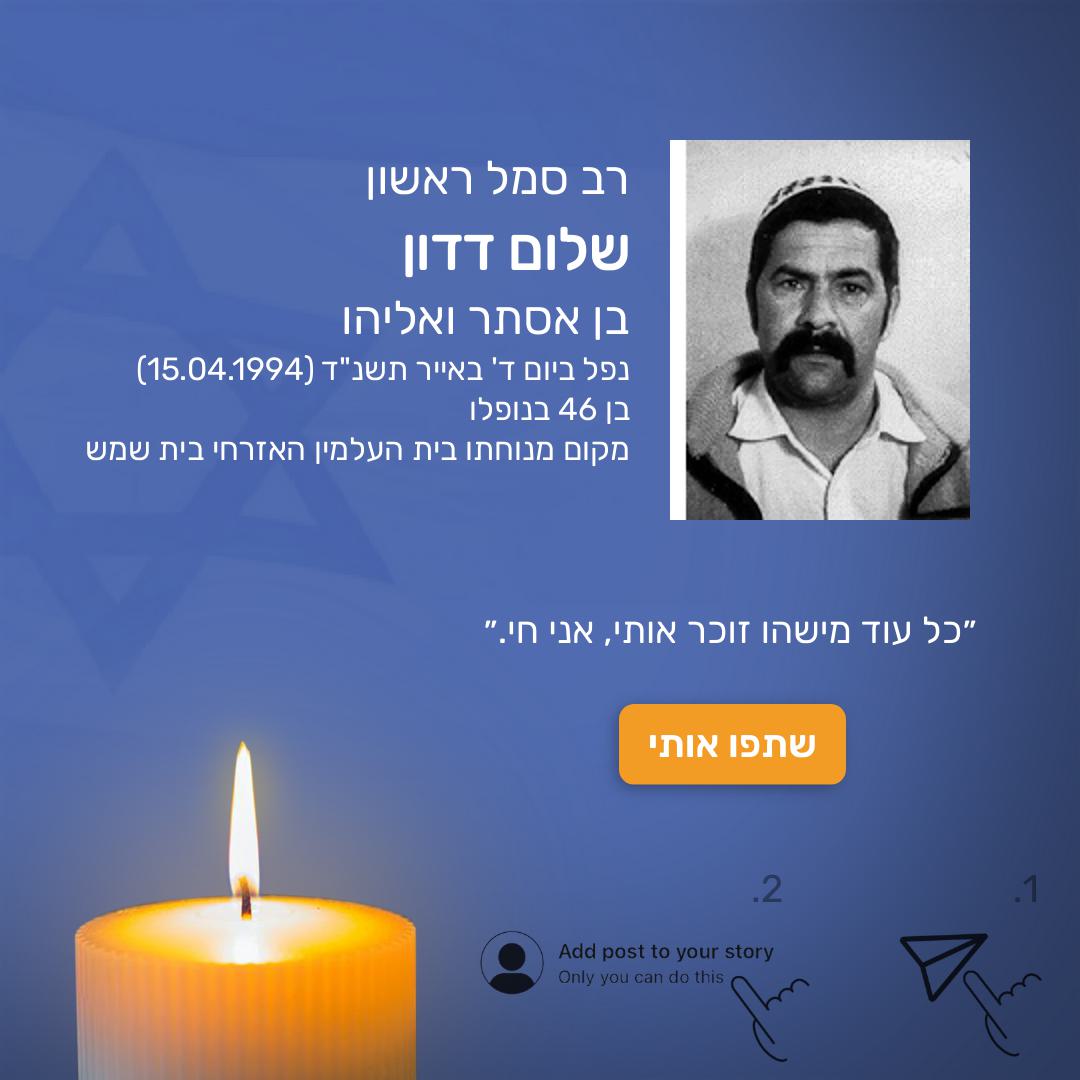 רב סמל ראשון
שלום דדון
בן אסתר ואליהו
נפל ביום ד' באייר תשנ"ד (15.04.1994)
בן 46 בנופלו
מקום מנוחתו בית העלמין האזרחי בית שמש
״כל עוד מישהו זוכר אותי, אני חי.״
שתפו אותי
.1
.2
Add post to your story
Only you can do this